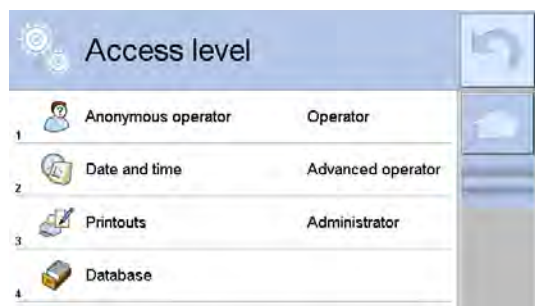 Access level
1 Anonymous operator Operator
2 Date and time Advanced operator
3 Printouts Administrator
4 Database